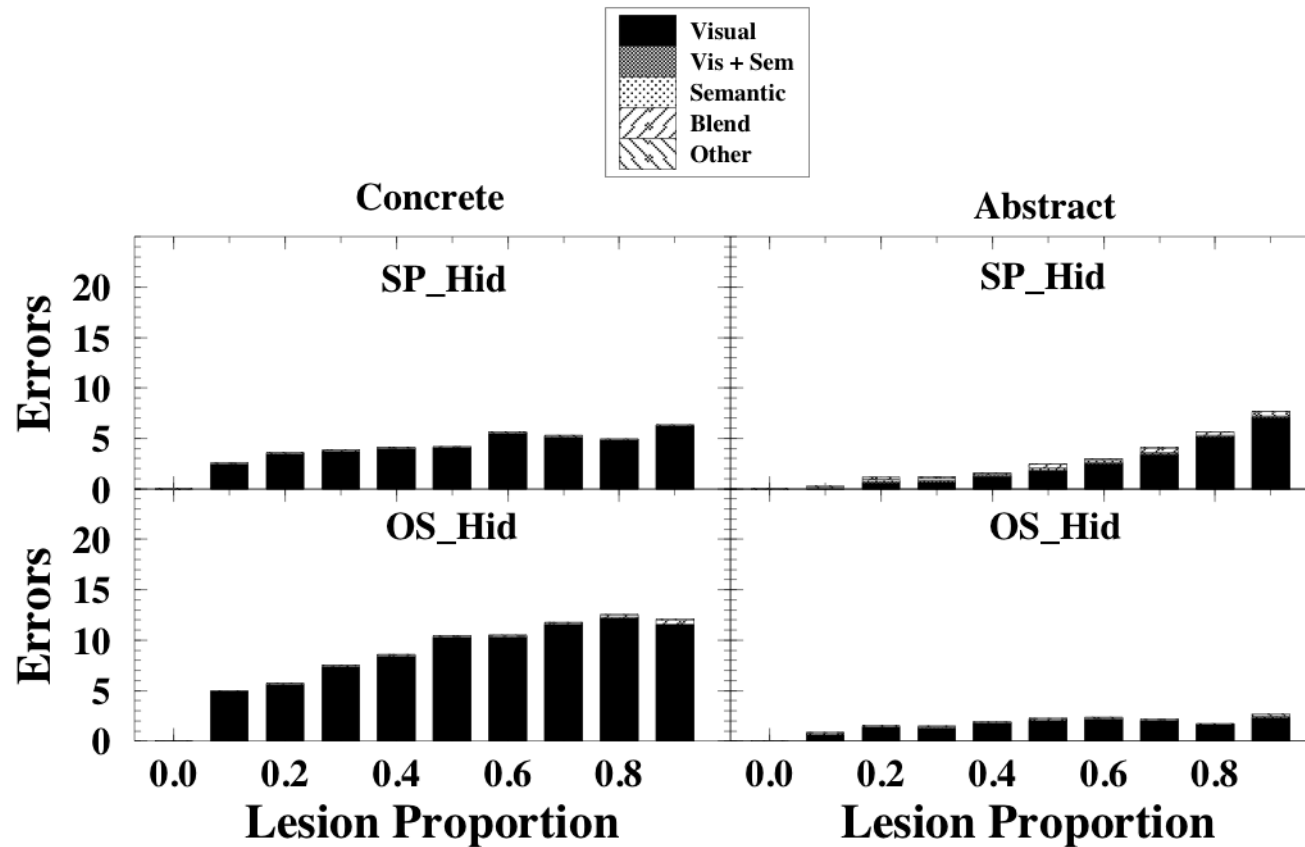 Visual
Vis + Sem
Semantic
Blend
Other
Concrete
Abstract
SP_Hid
SP_Hid
Errors
20
15
10
5
0
OS_Hid
OS_Hid
Errors
20
15
10
5
0
0.0 0.2 0.4 0.6 0.8
0.0 0.2 0.4 0.6 0.8
Lesion Proportion
Lesion Proportion